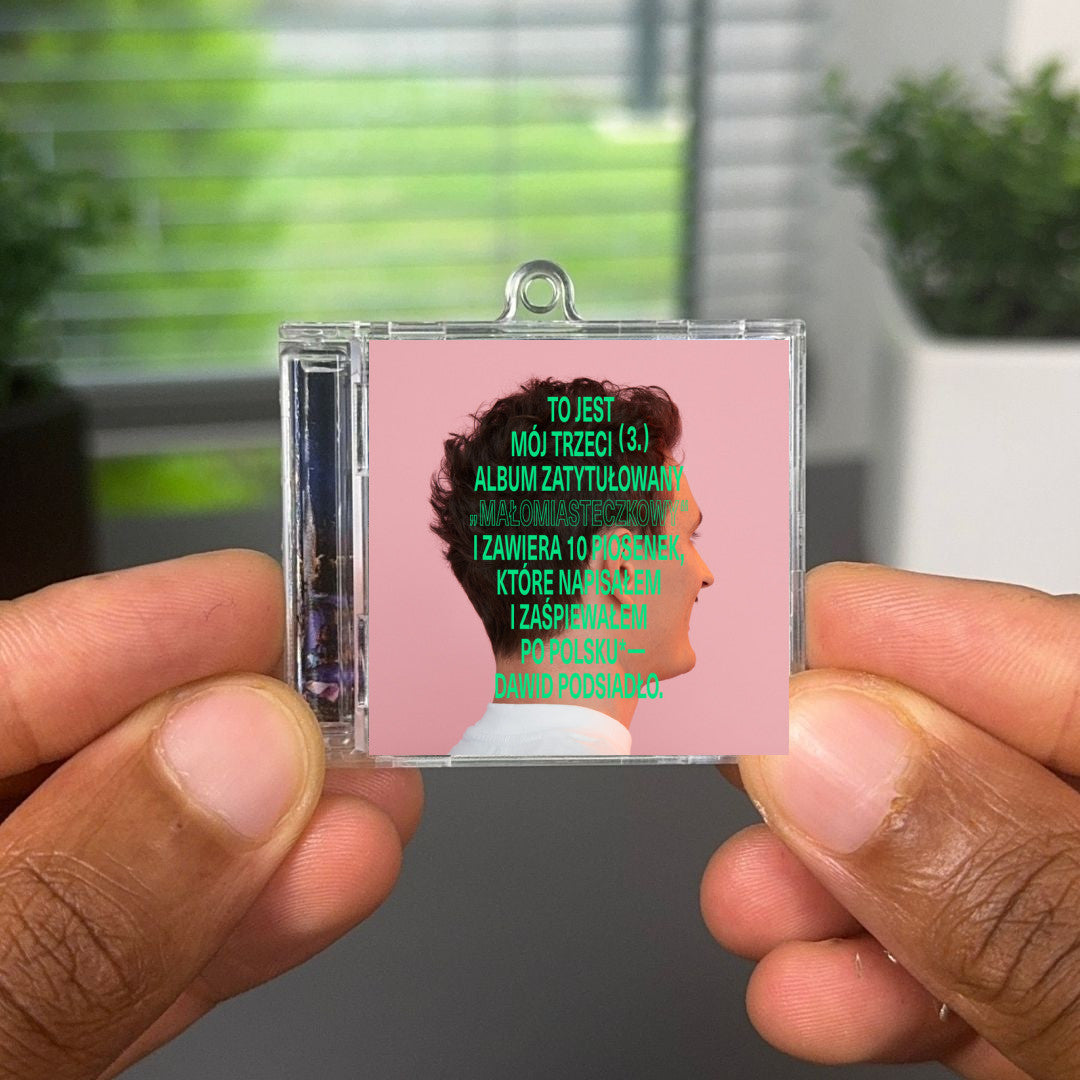 TO JEST
MÓJ TRZECI (3.)
ALBUM ZATYTUŁOWANY
„MAŁOMIASTECZKOWY”
I ZAWIERA 10 PIOSENEK,
KTÓRE NAPISAŁEM
I ZAŚPIEWAŁEM
PO POLSKU*—
DAWID PODSIADŁO.